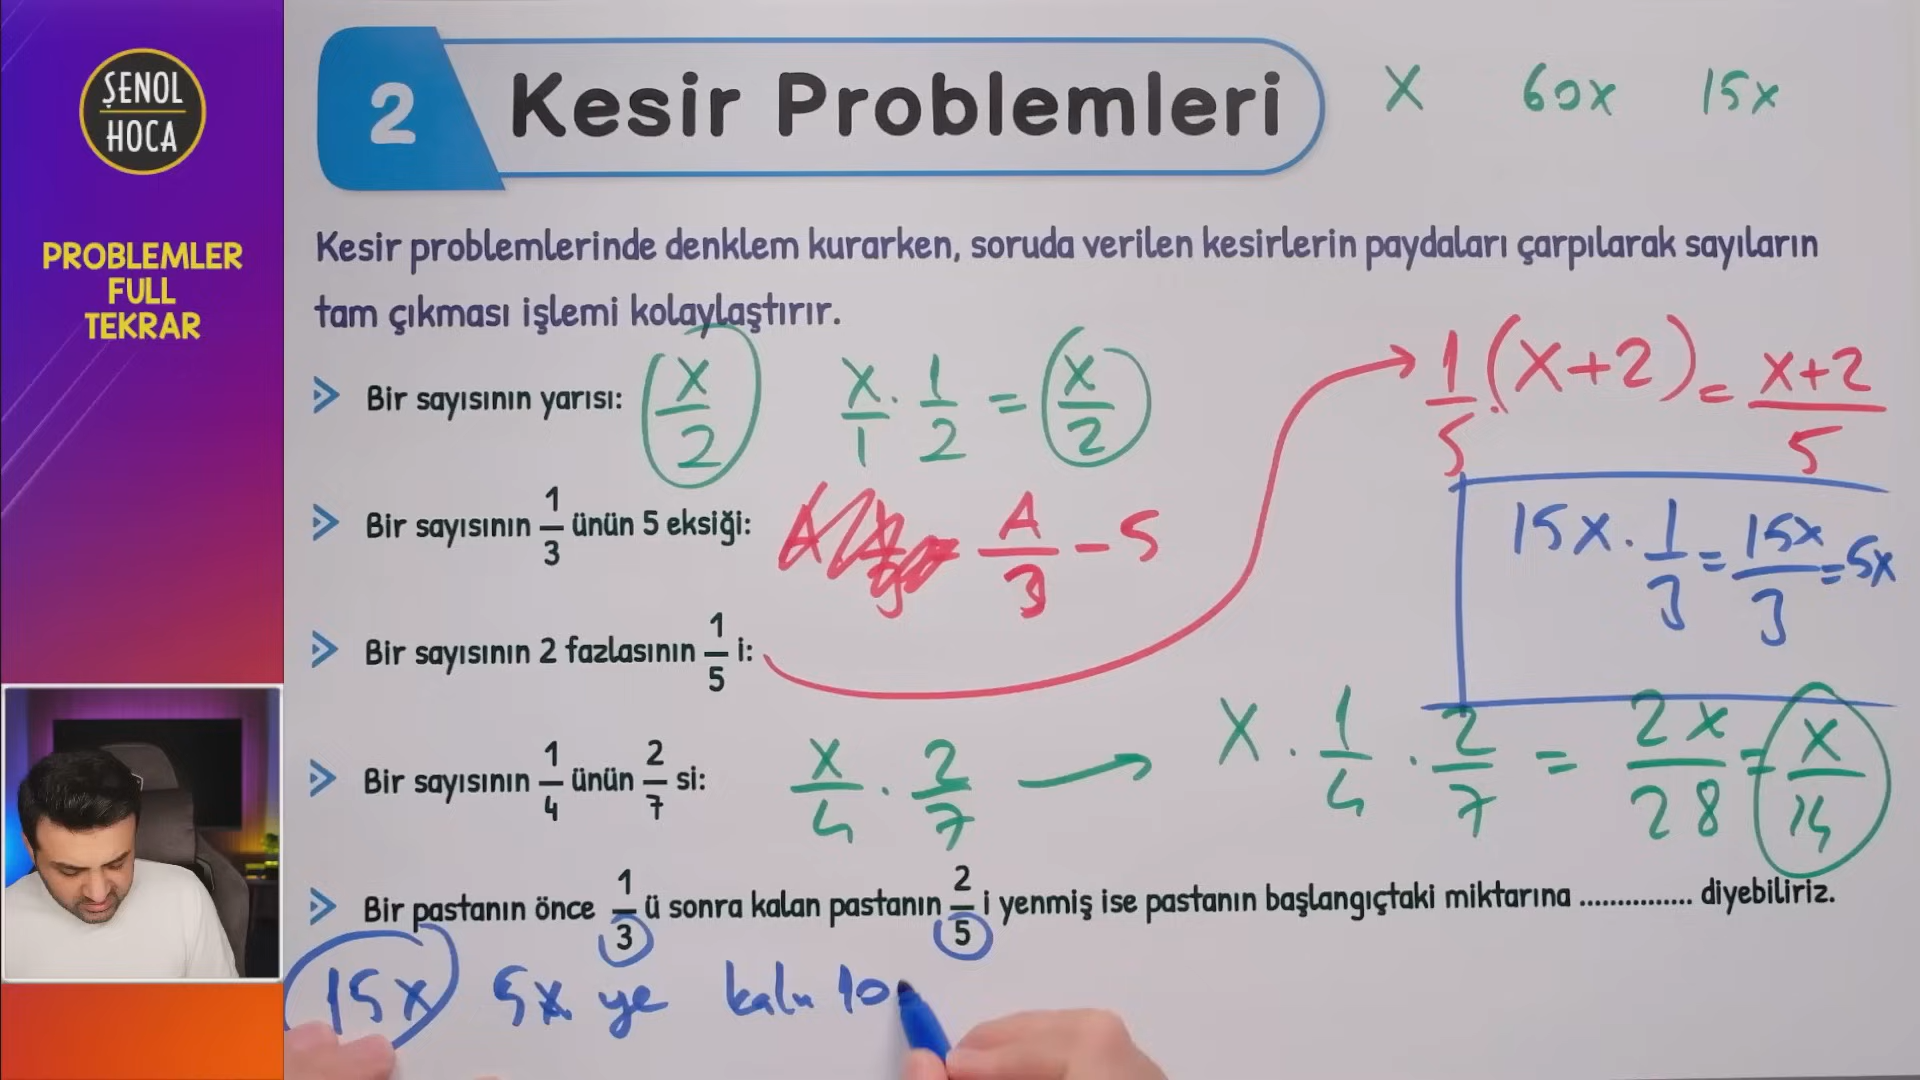 ŞENOL
HOCA
PROBLEMLER
FULL
TEKRAR
2 Kesir Problemleri
x 60x 15x
Kesir problemlerinde denklem kurarken, soruda verilen kesirlerin paydaları çarpılarak sayıların
tam çıkması işlemi kolaylaştırır.
Bir sayısının yarısı: x/2 x/1 . 1/2 = x/2
1/5 . (x+2) = x+2/5
Bir sayısının 1/3 ünün 5 eksiği: A/3 - 5
15x . 1/3 = 15x/3 = 5x
Bir sayısının 2 fazlasının 1/5 i:
Bir sayısının 1/4 ünün 2/7 si: x/4 . 2/7 → x . 1/4 . 2/7 = 2x/28 = x/14
Bir pastanın önce 1/3 ü sonra kalan pastanın 2/5 i yenmiş ise pastanın başlangıçtaki miktarına ............... diyebiliriz.
15x 5x ye kaln 10